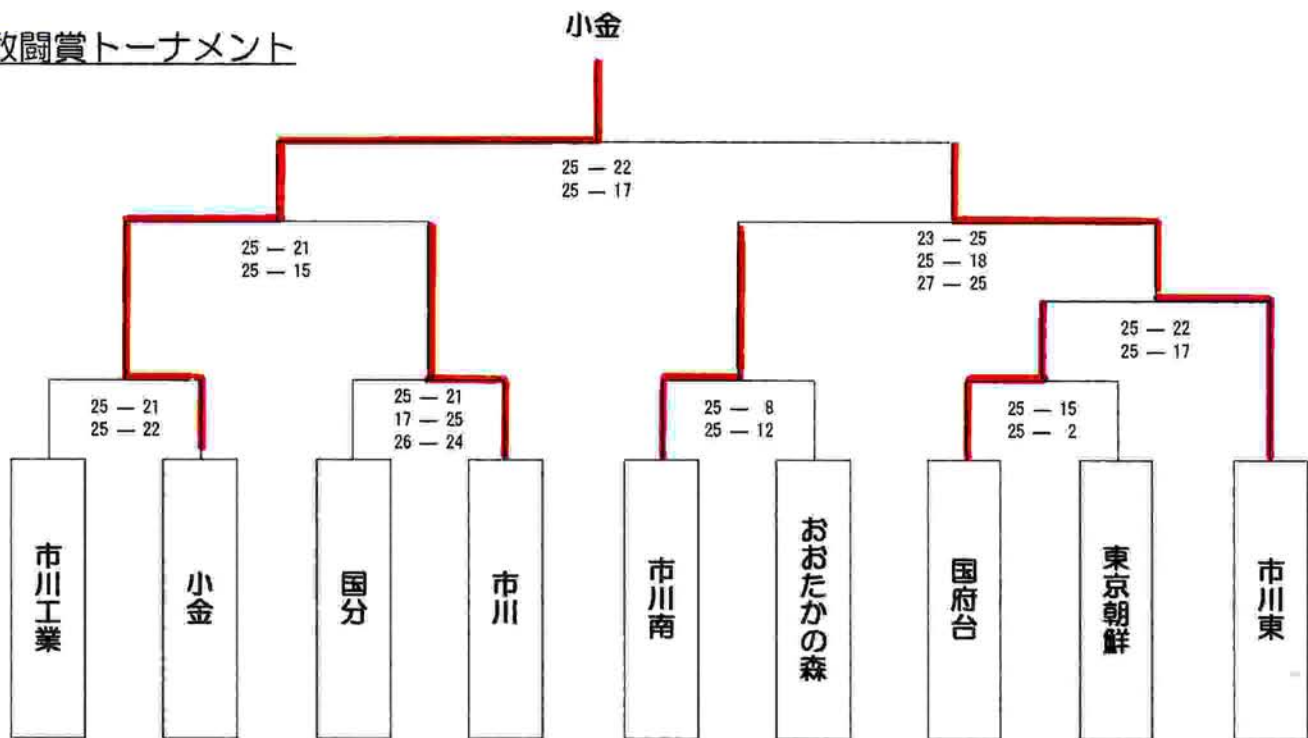 敢闘賞トーナメント
小金
25 — 22
25 — 17
25 — 21
25 — 15
23 — 25
25 — 18
27 — 25
25 — 22
25 — 17
25 — 21
25 — 22
25 — 21
17 — 25
26 — 24
25 — 8
25 — 12
25 — 15
25 — 2
市川工業
小金
国分
市川
市川南
おおたかの森
国府台
東京朝鮮
市川東